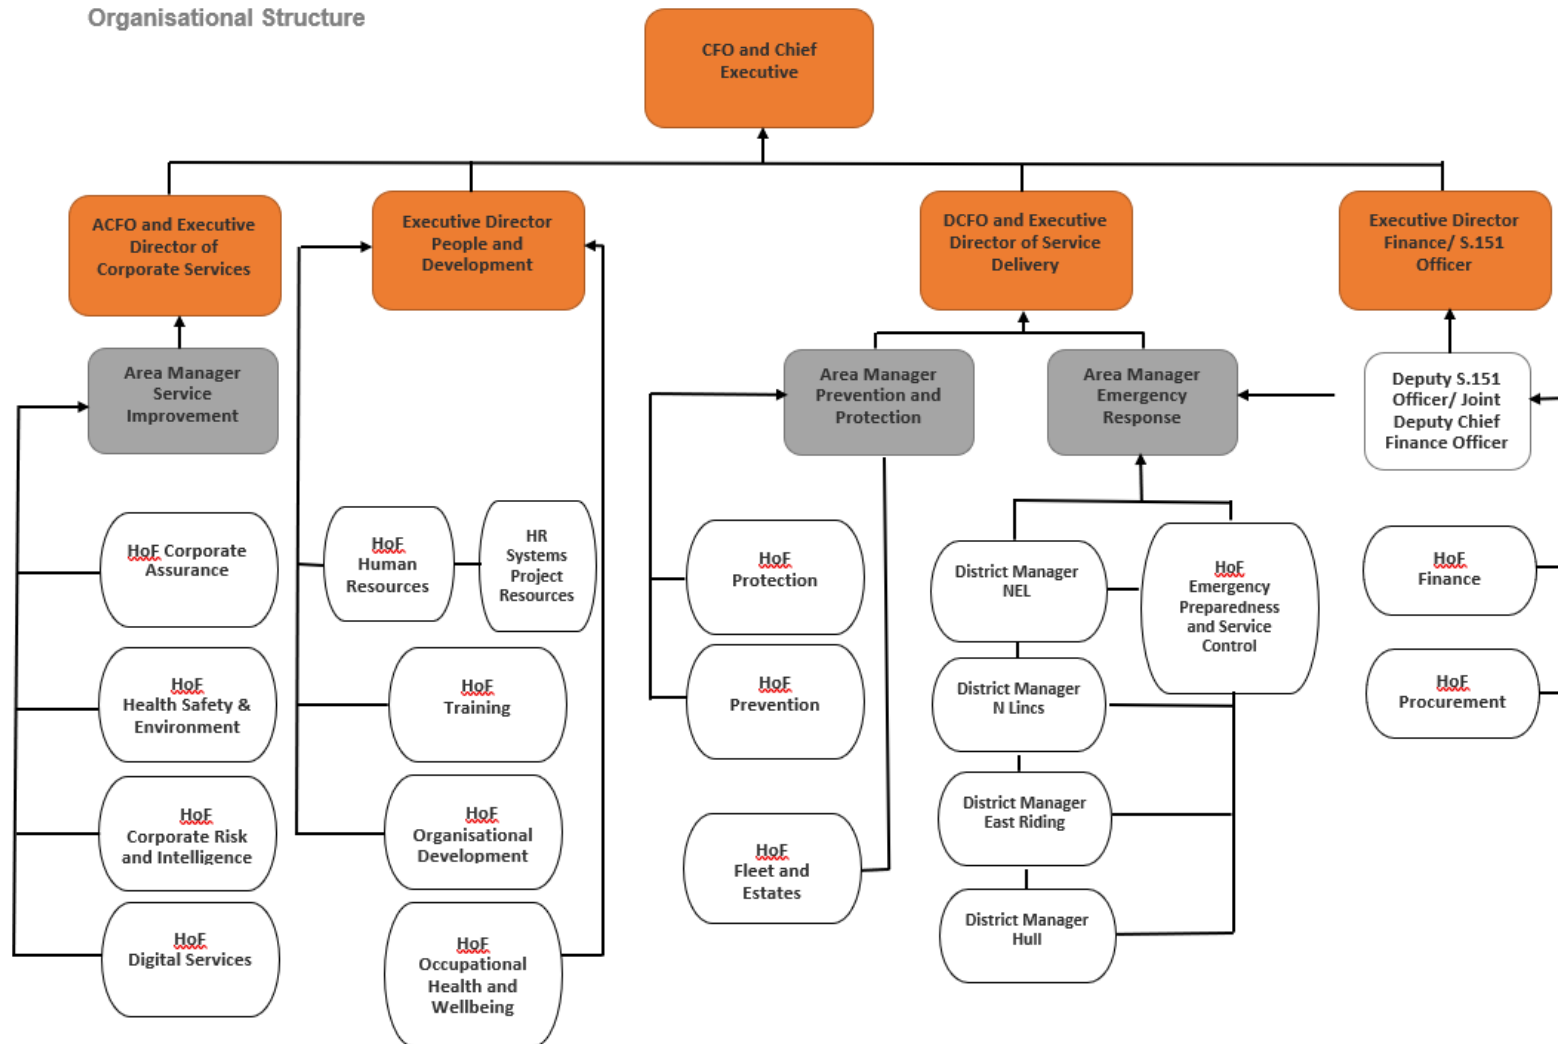 Organisational Structure
CFO and Chief
Executive
ACFO and Executive
Director of
Corporate Services
Executive Director
People and
Development
DCFO and Executive
Director of Service
Delivery
Executive Director
Finance/ S.151
Officer
Area Manager
Service
Improvement
Area Manager
Prevention and
Protection
Area Manager
Emergency
Response
Deputy S.151
Officer/ Joint
Deputy Chief
Finance Officer
HoF Corporate
Assurance
HoF
Health Safety &
Environment
HoF
Corporate Risk
and Intelligence
HoF
Digital Services
HoF
Human
Resources
HR
Systems
Project
Resources
HoF
Training
HoF
Organisational
Development
HoF
Occupational
Health and
Wellbeing
HoF
Protection
HoF
Prevention
HoF
Fleet and
Estates
District Manager
NEL
District Manager
N Lincs
District Manager
East Riding
District Manager
Hull
HoF
Emergency
Preparedness
and Service
Control
HoF
Finance
HoF
Procurement